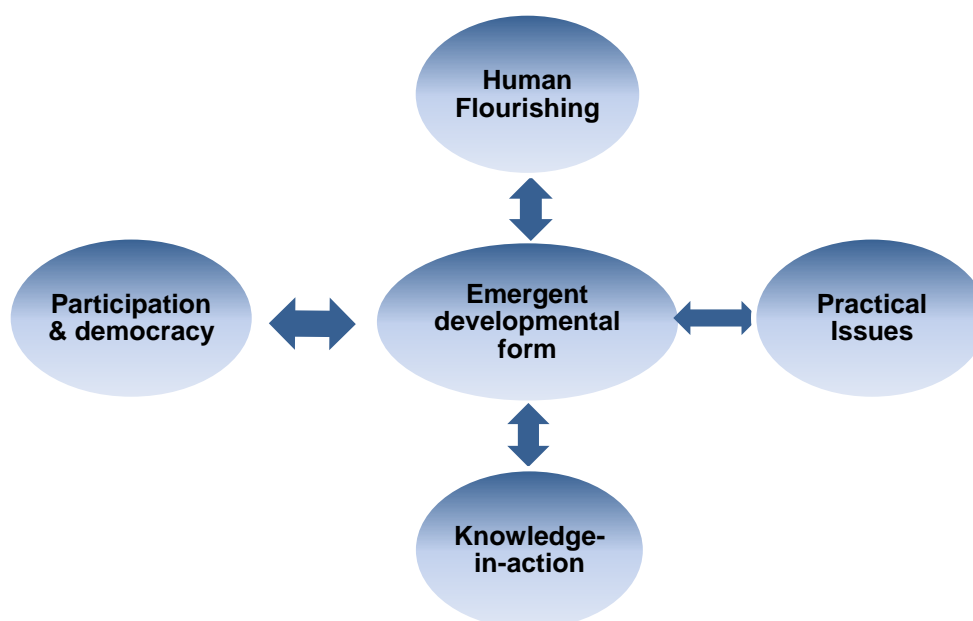 Human
Flourishing
Participation
& democracy
Emergent
developmental
form
Practical
Issues
Knowledge-
in-action